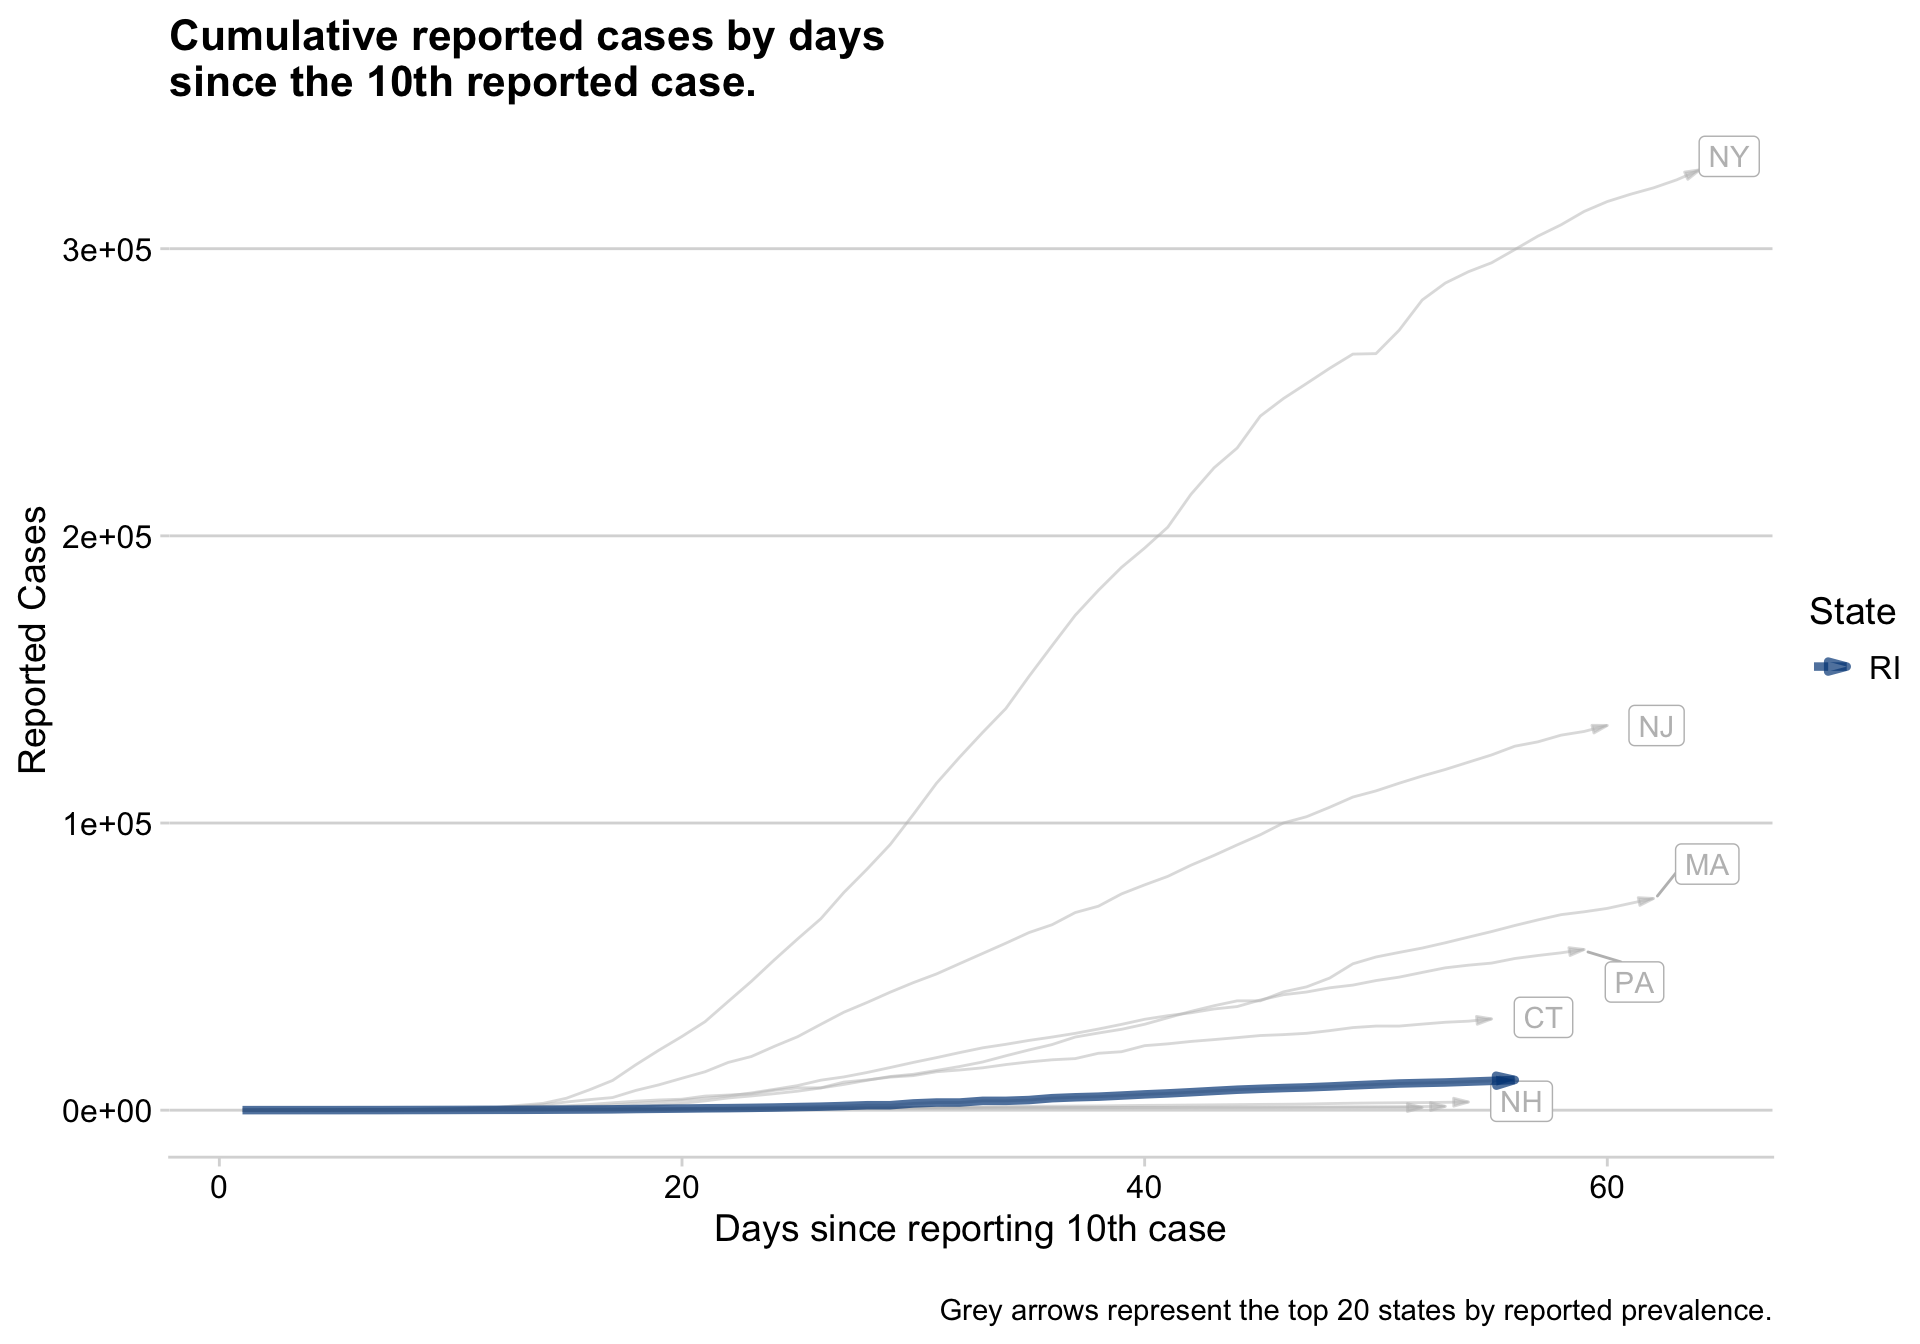 Cumulative reported cases by days
since the 10th reported case.
NY
3e+05
2e+05
Reported Cases
State
RI
NJ
1e+05
MA
PA
CT
NH
0e+00
0
20
40
60
Days since reporting 10th case
Grey arrows represent the top 20 states by reported prevalence.